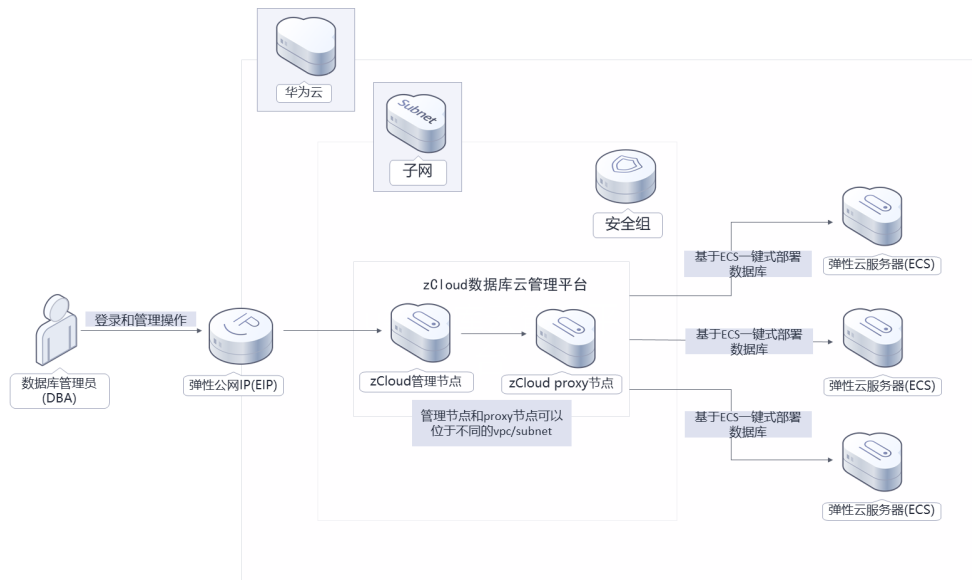 华为云
Subnet
子网
安全组
基于ECS一键式部署
数据库
弹性云服务器(ECS)
zCloud数据库云管理平台
登录和管理操作
IP
数据库管理员
(DBA)
弹性公网IP(EIP)
zCloud管理节点
zCloud proxy节点
基于ECS一键式部署
数据库
弹性云服务器(ECS)
管理节点和proxy节点可以
位于不同的vpc/subnet
基于ECS一键式部署
数据库
弹性云服务器(ECS)